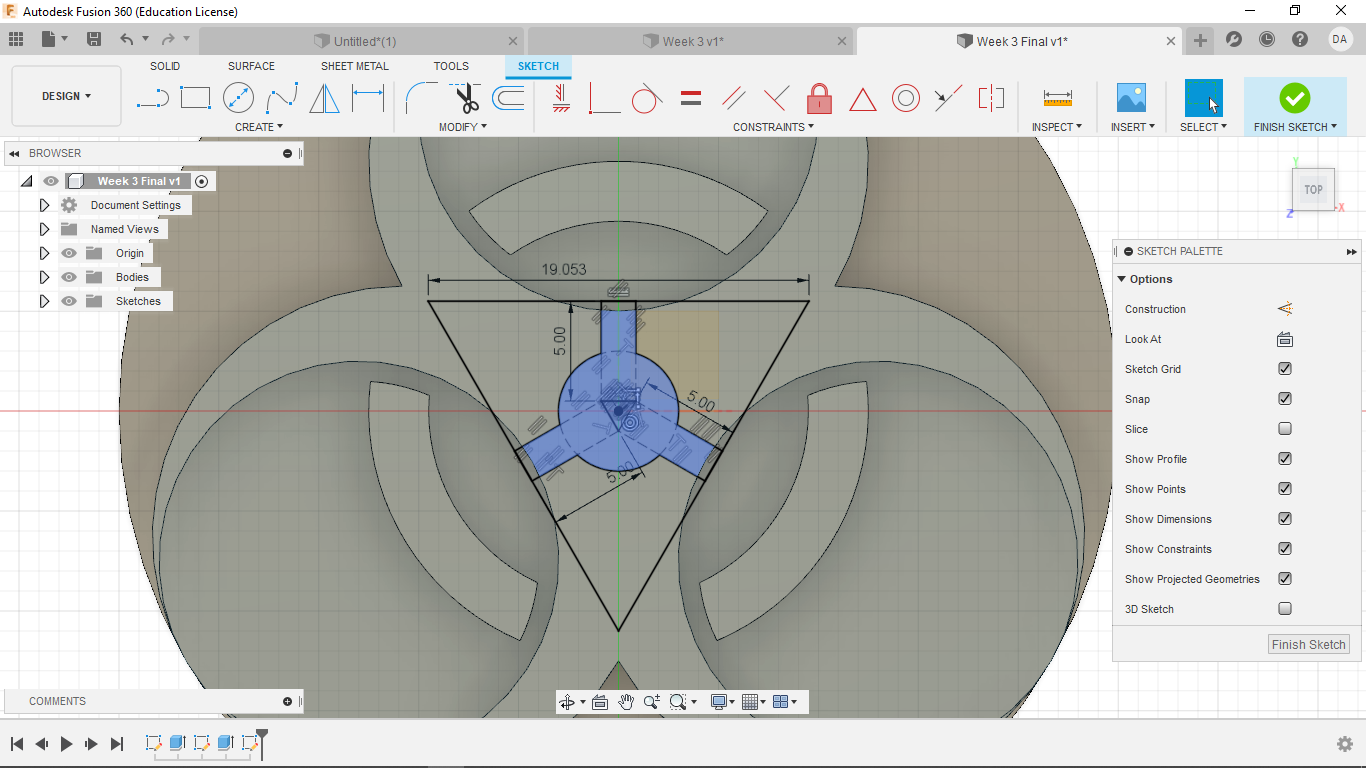 Autodesk Fusion 360 (Education License)
Untitled*(1)
Week 3 v1*
Week 3 Final v1*
DA
DESIGN
SOLID
SURFACE
SHEET METAL
TOOLS
SKETCH
CREATE
MODIFY
CONSTRAINTS
INSPECT
INSERT
SELECT
FINISH SKETCH
BROWSER
Week 3 Final v1
Document Settings
Named Views
Origin
Bodies
Sketches
19.053
5.00
5.00
5.00
Y
TOP
X
Z
SKETCH PALETTE
Options
Construction
Look At
Sketch Grid
Snap
Slice
Show Profile
Show Points
Show Dimensions
Show Constraints
Show Projected Geometries
3D Sketch
Finish Sketch
COMMENTS